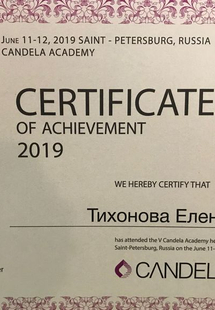 JUNE 11-12, 2019 SAINT - PETERSBURG, RUSSIA
CANDELA ACADEMY
CERTIFICATE
OF ACHIEVEMENT
2019
WE HEREBY CERTIFY THAT
Тихонова Елен
has attended the V Candela Academy he
Saint-Petersburg, Russia on the June 11-
CANDEL